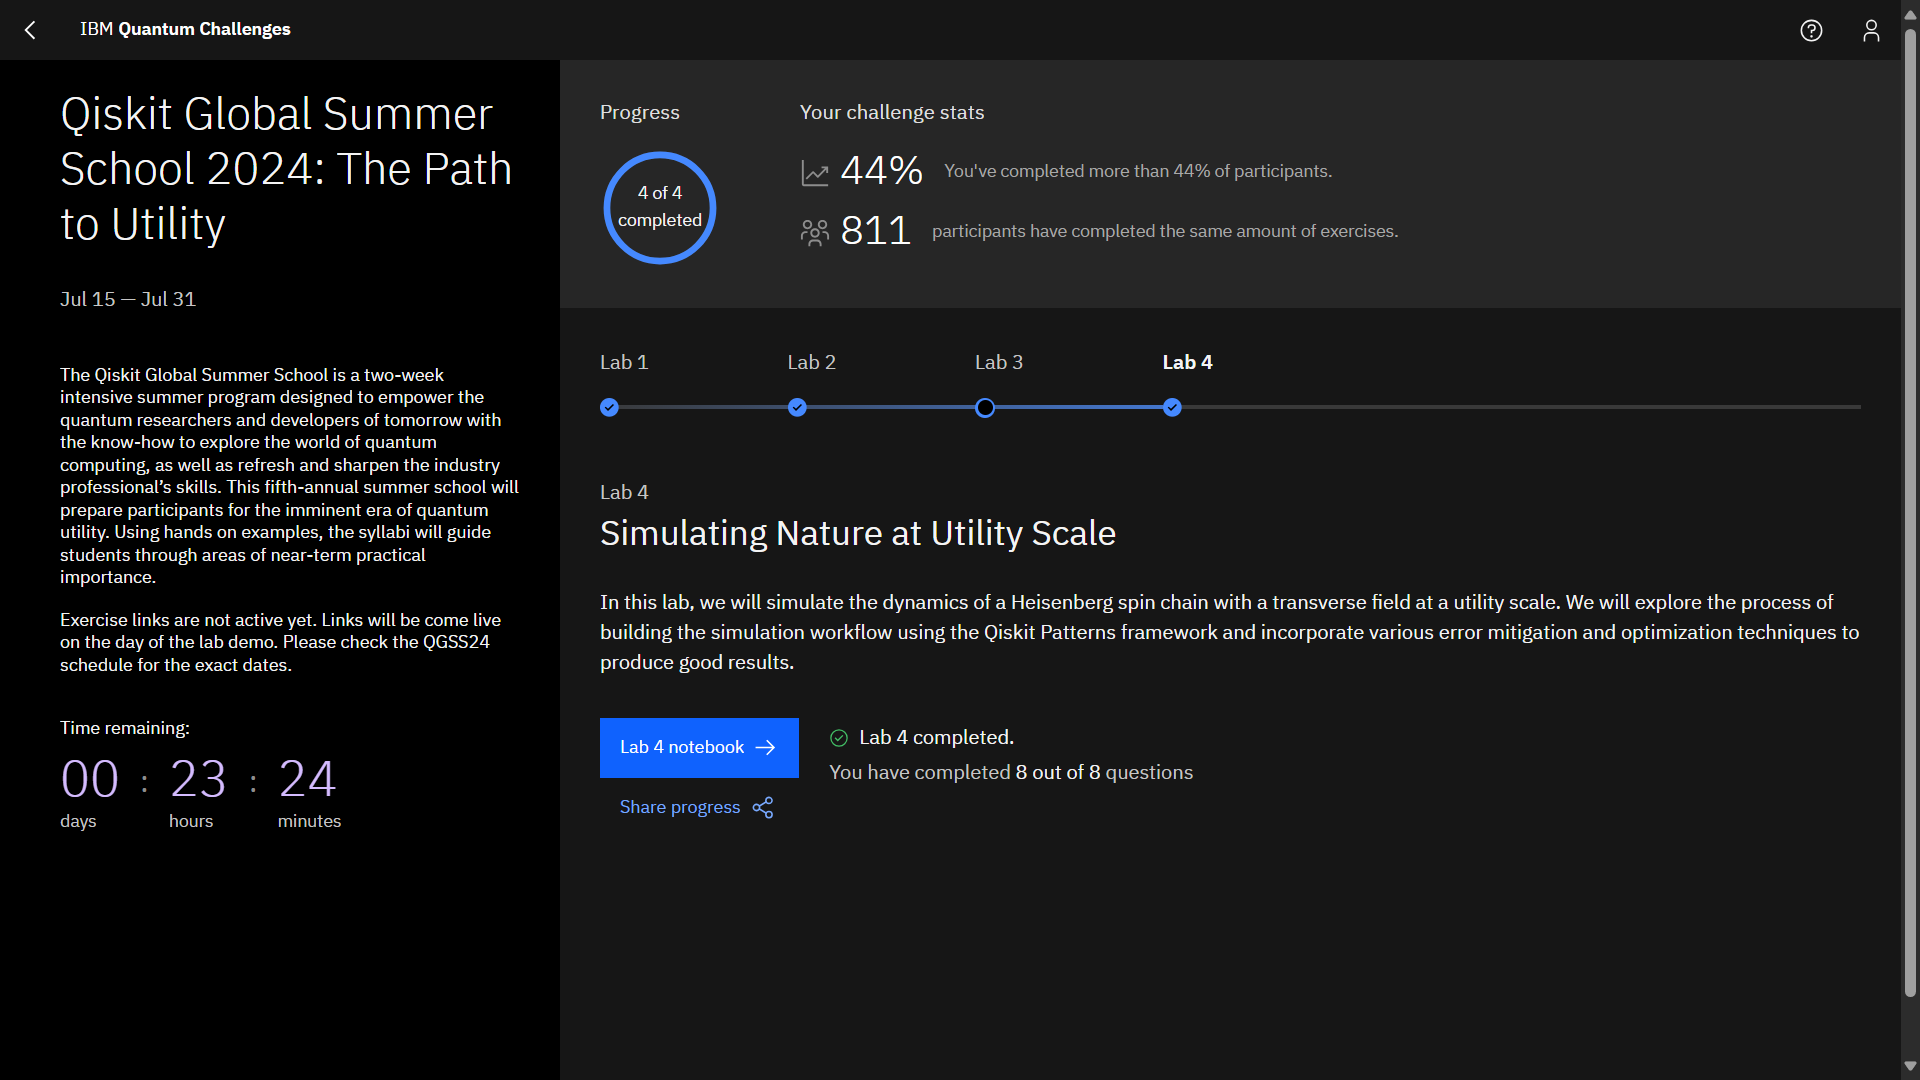 IBM Quantum Challenges
Qiskit Global Summer
School 2024: The Path
to Utility
Jul 15 — Jul 31
The Qiskit Global Summer School is a two-week
intensive summer program designed to empower the
quantum researchers and developers of tomorrow with
the know-how to explore the world of quantum
computing, as well as refresh and sharpen the industry
professional’s skills. This fifth-annual summer school will
prepare participants for the imminent era of quantum
utility. Using hands on examples, the syllabi will guide
students through areas of near-term practical
importance.
Exercise links are not active yet. Links will be come live
on the day of the lab demo. Please check the QGSS24
schedule for the exact dates.
Time remaining:
00 : 23 : 24
days hours minutes
Progress
4 of 4
completed
Your challenge stats
44% You've completed more than 44% of participants.
811 participants have completed the same amount of exercises.
Lab 1 Lab 2 Lab 3 Lab 4
Lab 4
Simulating Nature at Utility Scale
In this lab, we will simulate the dynamics of a Heisenberg spin chain with a transverse field at a utility scale. We will explore the process of
building the simulation workflow using the Qiskit Patterns framework and incorporate various error mitigation and optimization techniques to
produce good results.
Lab 4 notebook
Share progress
Lab 4 completed.
You have completed 8 out of 8 questions